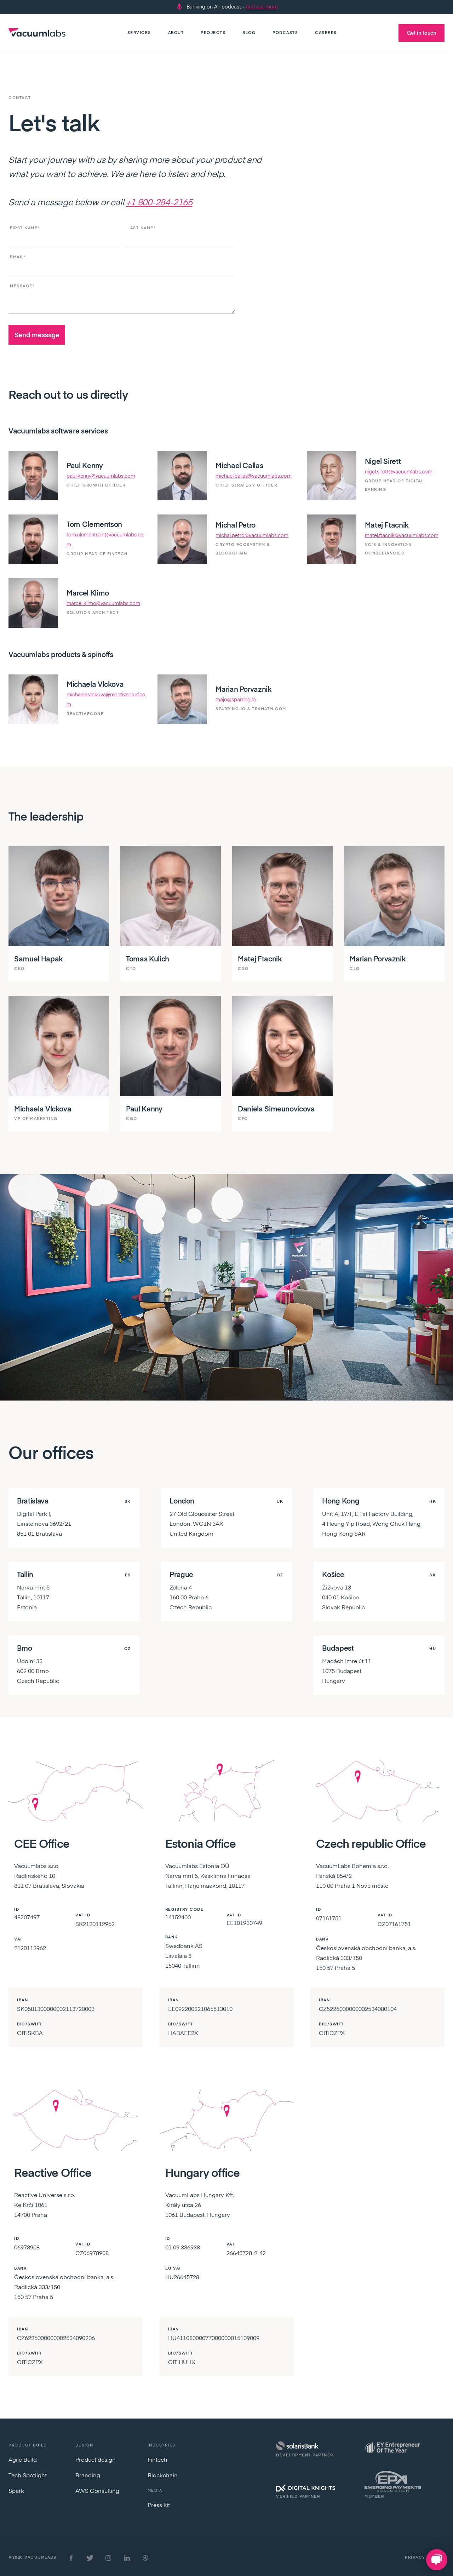 Banking on Air podcast - find out more!
vacuumlabs
SERVICES
ABOUT
PROJECTS
BLOG
PODCASTS
CAREERS
Get in touch
CONTACT
Let's talk
Start your journey with us by sharing more about your product and
what you want to achieve. We are here to listen and help.
Send a message below or call +1 800-284-2165
FIRST NAME*
LAST NAME*
EMAIL*
MESSAGE*
Send message
Reach out to us directly
Vacuumlabs software services
Paul Kenny
paul.kenny@vacuumlabs.com
CHIEF GROWTH OFFICER
Michael Callas
michael.callas@vacuumlabs.com
CHIEF STRATEGY OFFICER
Nigel Sirett
nigel.sirett@vacuumlabs.com
GROUP HEAD OF DIGITAL
BANKING
Tom Clementson
tom.clementson@vacuumlabs.co
m
GROUP HEAD OF FINTECH
Michal Petro
michal.petro@vacuumlabs.com
CRYPTO ECOSYSTEM &
BLOCKCHAIN
Matej Ftacnik
matej.ftacnik@vacuumlabs.com
VC'S & INNOVATION
CONSULTANCIES
Marcel Klimo
marcel.klimo@vacuumlabs.com
SOLUTION ARCHITECT
Vacuumlabs products & spinoffs
Michaela Vlckova
michaela.vlckova@reactiveconf.co
m
REACTIVECONF
Marian Porvaznik
majo@sparring.io
SPARRING.IO & TRAMATM.COM
The leadership
Samuel Hapak
CEO
Tomas Kulich
CTO
Matej Ftacnik
CXO
Marian Porvaznik
CLO
Michaela Vlckova
VP OF MARKETING
Paul Kenny
CGO
Daniela Simeunovicova
CFO
Our offices
Bratislava
SK
Digital Park I,
Einsteinova 3692/21
851 01 Bratislava
London
UK
27 Old Gloucester Street
London, WC1N 3AX
United Kingdom
Hong Kong
HK
Unit A, 17/F, E Tat Factory Building,
4 Heung Yip Road, Wong Chuk Hang,
Hong Kong SAR
Tallin
ES
Narva mnt 5
Tallin, 10117
Estonia
Prague
CZ
Zelená 4
160 00 Praha 6
Czech Republic
Košice
SK
Žižkova 13
040 01 Košice
Slovak Republic
Brno
CZ
Údolní 33
602 00 Brno
Czech Republic
Budapest
HU
Madách Imre út 11
1075 Budapest
Hungary
CEE Office
Vacuumlabs s.r.o.
Radlinského 10
811 07 Bratislava, Slovakia
ID
48207497
VAT ID
SK2120112962
VAT
2120112962
IBAN
SK0581300000002113720003
BIC/SWIFT
CITISKBA
Estonia Office
Vacuumlabs Estonia OÜ
Narva mnt 5, Kesklinna linnaosa
Tallinn, Harju maakond, 10117
REGISTRY CODE
14152400
VAT ID
EE101930749
BANK
Swedbank AS
Liivalaia 8
15040 Tallinn
IBAN
EE092200221065513010
BIC/SWIFT
HABAEE2X
Czech republic Office
VacuumLabs Bohemia s.r.o.
Panská 854/2
110 00 Praha 1 Nové město
ID
07161751
VAT ID
CZ07161751
BANK
Československá obchodní banka, a.s.
Radlická 333/150
150 57 Praha 5
IBAN
CZ5226000000002534080104
BIC/SWIFT
CITICZPX
Reactive Office
Reactive Universe s.r.o.
Ke Krči 1061
14700 Praha
ID
06978908
VAT ID
CZ06978908
BANK
Československá obchodní banka, a.s.
Radlická 333/150
150 57 Praha 5
IBAN
CZ6226000000002534090206
BIC/SWIFT
CITICZPX
Hungary office
VacuumLabs Hungary Kft.
Király utca 26
1061 Budapest, Hungary
ID
01 09 336938
VAT
26645728-2-42
EU VAT
HU26645728
IBAN
HU41108000077000000015109009
BIC/SWIFT
CITIHUHX
PRODUCT BUILD
Agile Build
Tech Spotlight
Spark
DESIGN
Product design
Branding
AWS Consulting
INDUSTRIES
Fintech
Blockchain
MEDIA
Press kit
solarisBank
DEVELOPMENT PARTNER
EY Entrepreneur
Of The Year
DIGITAL KNIGHTS
VERIFIED PARTNER
EPA
EMERGING PAYMENTS
MEMBER
©2020 VACUUMLABS
PRIVACY